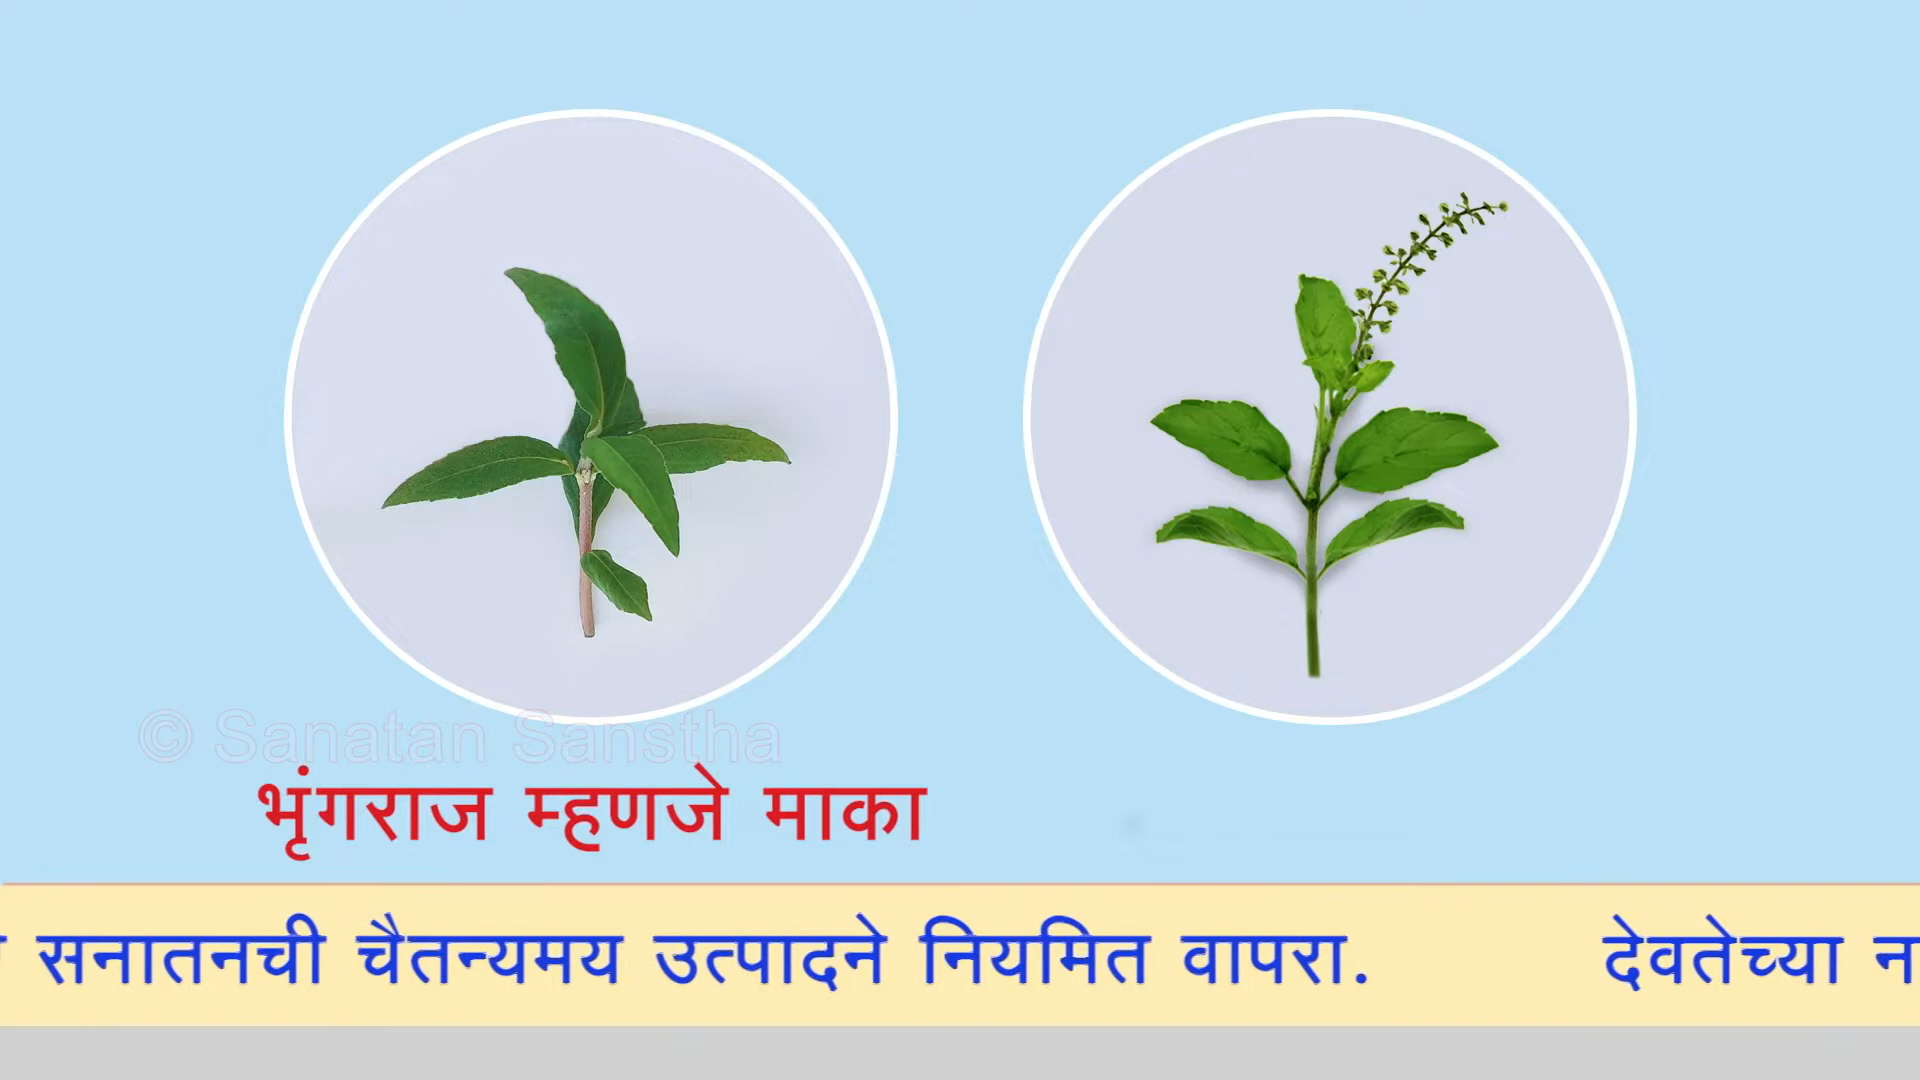 © Sanatan Sanstha
भृंगराज म्हणजे माका
सनातनची चैतन्यमय उत्पादने नियमित वापरा. देवतेच्या